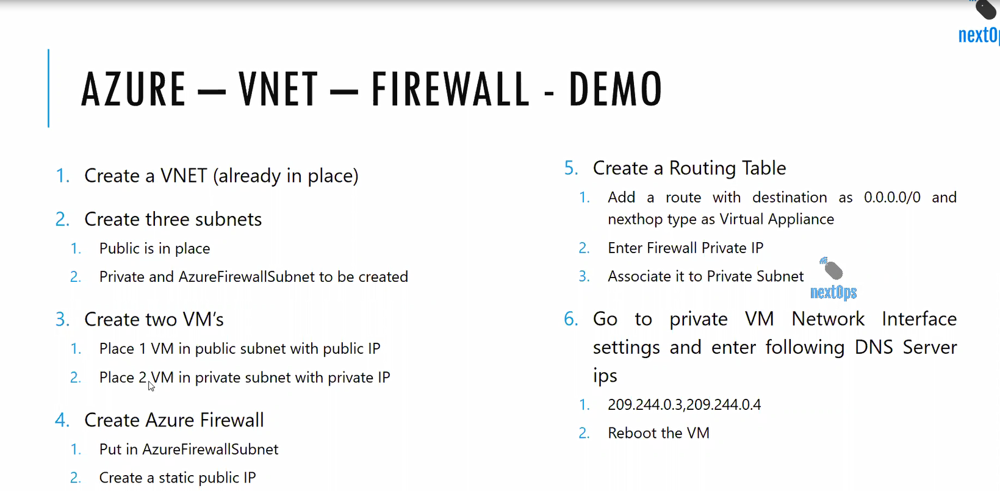 nextOp
AZURE — VNET — FIREWALL - DEMO
1. Create a VNET (already in place)
2. Create three subnets
1. Public is in place
2. Private and AzureFirewallSubnet to be created
3. Create two VM’s
1. Place 1 VM in public subnet with public IP
2. Place 2 VM in private subnet with private IP
4. Create Azure Firewall
1. Put in AzureFirewallSubnet
2. Create a static public IP
5. Create a Routing Table
1. Add a route with destination as 0.0.0.0/0 and
nexthop type as Virtual Appliance
2. Enter Firewall Private IP
3. Associate it to Private Subnet
nextOps
6. Go to private VM Network Interface
settings and enter following DNS Server
ips
1. 209.244.0.3,209.244.0.4
2. Reboot the VM